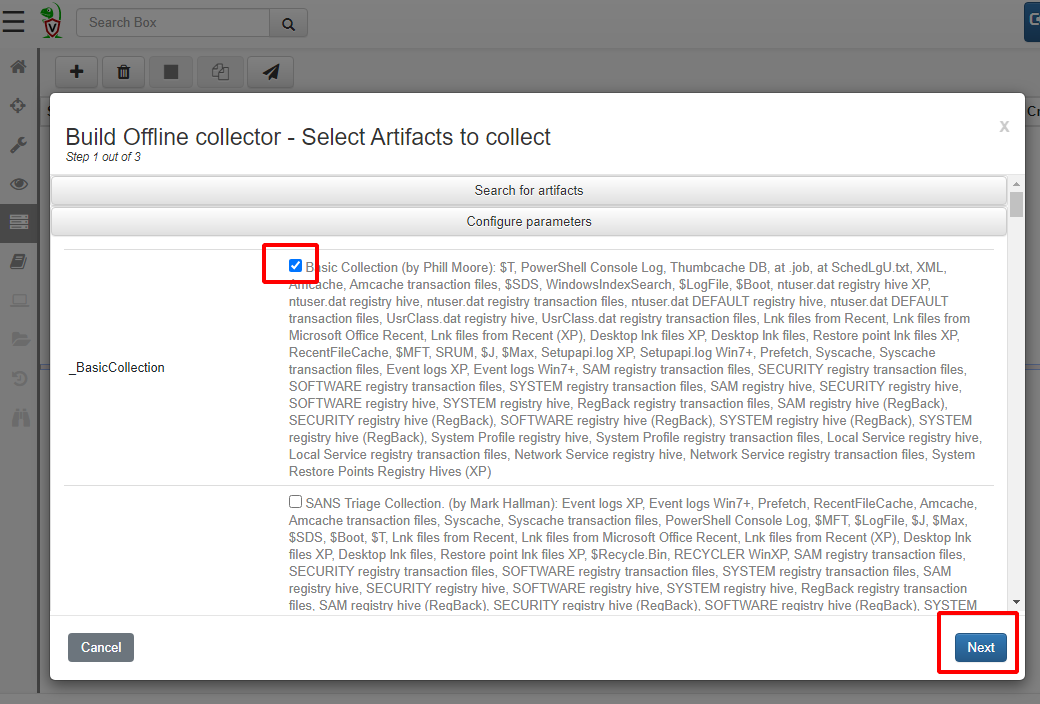 Search Box
Build Offline collector - Select Artifacts to collect
x
Step 1 out of 3
Search for artifacts
Configure parameters
Basic Collection (by Phill Moore): $T, PowerShell Console Log, Thumbcache DB, at .job, at SchedLgU.txt, XML,
Amcache, Amcache transaction files, $SDS, WindowsIndexSearch, $LogFile, $Boot, ntuser.dat registry hive XP,
ntuser.dat registry hive, ntuser.dat registry transaction files, ntuser.dat DEFAULT registry hive, ntuser.dat DEFAULT
transaction files, UsrClass.dat registry hive, UsrClass.dat registry transaction files, Lnk files from Recent, Lnk files from
Microsoft Office Recent, Lnk files from Recent (XP), Desktop lnk files XP, Desktop lnk files, Restore point lnk files XP,
RecentFileCache, $MFT, SRUM, $J, $Max, Setupapi.log XP, Setupapi.log Win7+, Prefetch, Syscache, Syscache
_BasicCollection
transaction files, Event logs XP, Event logs Win7+, SAM registry transaction files, SECURITY registry transaction files,
SOFTWARE registry transaction files, SYSTEM registry transaction files, SAM registry hive, SECURITY registry hive,
SOFTWARE registry hive, SYSTEM registry hive, RegBack registry transaction files, SAM registry hive (RegBack),
SECURITY registry hive (RegBack), SOFTWARE registry hive (RegBack), SYSTEM registry hive (RegBack), SYSTEM
registry hive (RegBack), System Profile registry hive, System Profile registry transaction files, Local Service registry hive,
Local Service registry transaction files, Network Service registry hive, Network Service registry transaction files, System
Restore Points Registry Hives (XP)
SANS Triage Collection. (by Mark Hallman): Event logs XP, Event logs Win7+, Prefetch, RecentFileCache, Amcache,
Amcache transaction files, Syscache, Syscache transaction files, PowerShell Console Log, $MFT, $LogFile, $J, $Max,
$SDS, $Boot, $T, Lnk files from Recent, Lnk files from Microsoft Office Recent, Lnk files from Recent (XP), Desktop lnk
files XP, Desktop lnk files, Restore point lnk files XP, $Recycle.Bin, RECYCLER WinXP, SAM registry transaction files,
SECURITY registry transaction files, SOFTWARE registry transaction files, SYSTEM registry transaction files, SAM
registry hive, SECURITY registry hive, SOFTWARE registry hive, SYSTEM registry hive, RegBack registry transaction
files, SAM registry hive (RegBack), SECURITY registry hive (RegBack), SOFTWARE registry hive (RegBack), SYSTEM
Cancel
Next